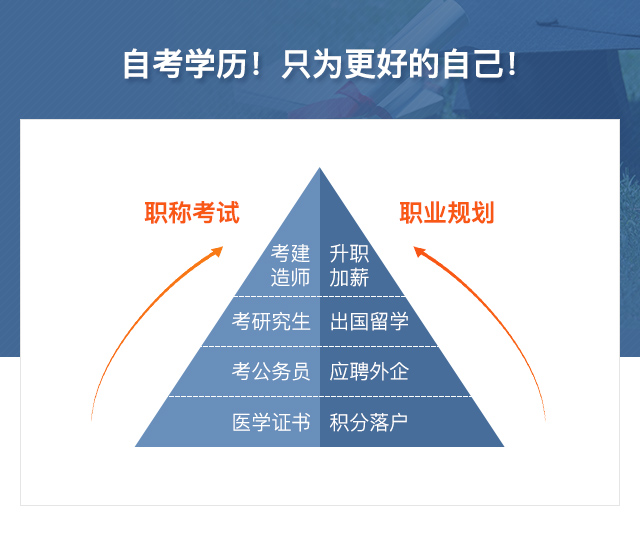 自考学历！只为更好的自己！
职称考试
职业规划
考建
造师
升职
加薪
考研究生
出国留学
考公务员
应聘外企
医学证书
积分落户